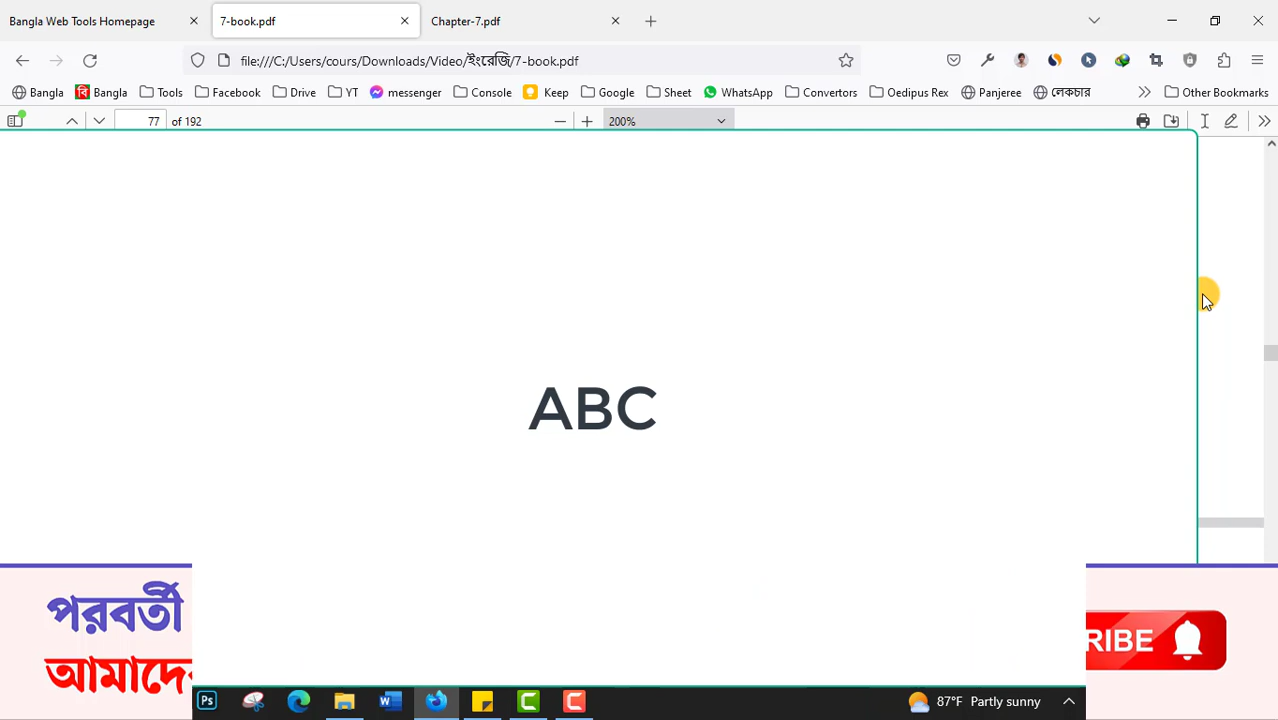 Bangla Web Tools Homepage
7-book.pdf
Chapter-7.pdf
file:///C:/Users/cours/Downloads/Video/ইংরেজি/7-book.pdf
Bangla
বি Bangla
Tools
Facebook
Drive
YT
messenger
Console
Keep
Google
Sheet
WhatsApp
Convertors
Oedipus Rex
Panjeree
লেকচার
Other Bookmarks
77 of 192
200%
ABC
পরবর্তী
আমাদে
RIBE
Ps
W
C
C
87°F Partly sunny